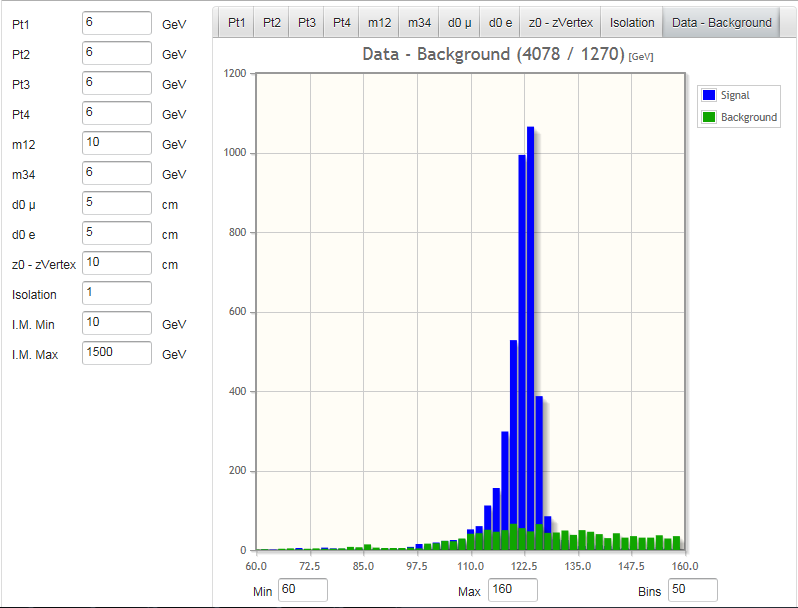 Pt1 6 GeV
Pt2 6 GeV
Pt3 6 GeV
Pt4 6 GeV
m12 10 GeV
m34 6 GeV
d0 μ 5 cm
d0 e 5 cm
z0 - zVertex 10 cm
Isolation 1
I.M. Min 10 GeV
I.M. Max 1500 GeV
Pt1 Pt2 Pt3 Pt4 m12 m34 d0 μ d0 e z0 - zVertex Isolation Data - Background
Data - Background (4078 / 1270) [GeV]
Signal
Background
1200
1000
800
600
400
200
0
60.0 72.5 85.0 97.5 110.0 122.5 135.0 147.5 160.0
Min 60 Max 160 Bins 50